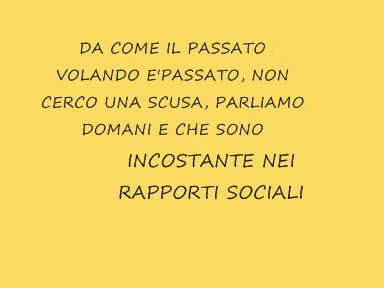 DA COME IL PASSATO
VOLANDO E'PASSATO, NON
CERCO UNA SCUSA, PARLIAMO
DOMANI E CHE SONO
INCOSTANTE NEI
RAPPORTI SOCIALI